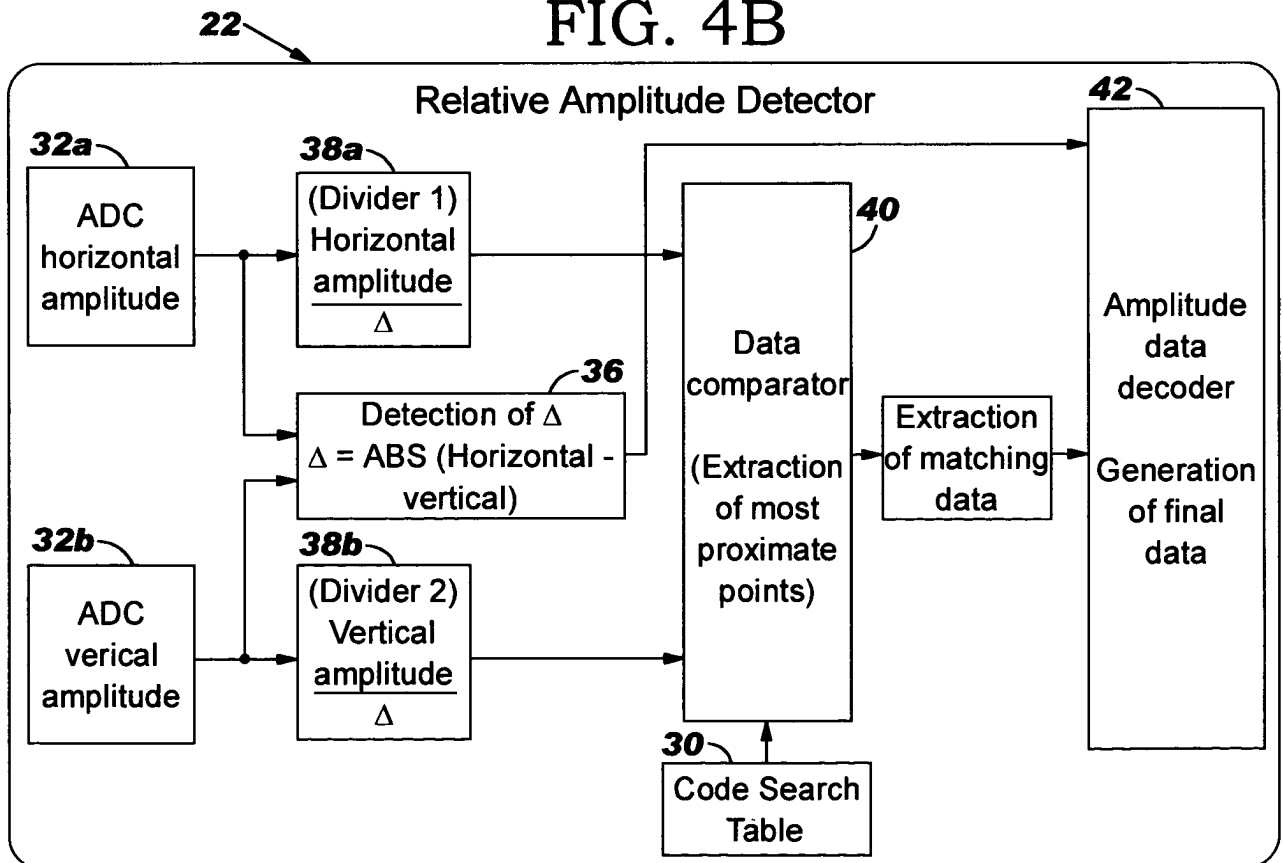 FIG. 4B
22
Relative Amplitude Detector
32a
ADC
horizontal
amplitude
38a
(Divider 1)
Horizontal
amplitude
Δ
36
Detection of Δ
Δ = ABS (Horizontal -
vertical)
32b
ADC
verical
amplitude
38b
(Divider 2)
Vertical
amplitude
Δ
40
Data
comparator
(Extraction
of most
proximate
points)
30
Code Search
Table
Extraction
of matching
data
42
Amplitude
data
decoder
Generation
of final
data